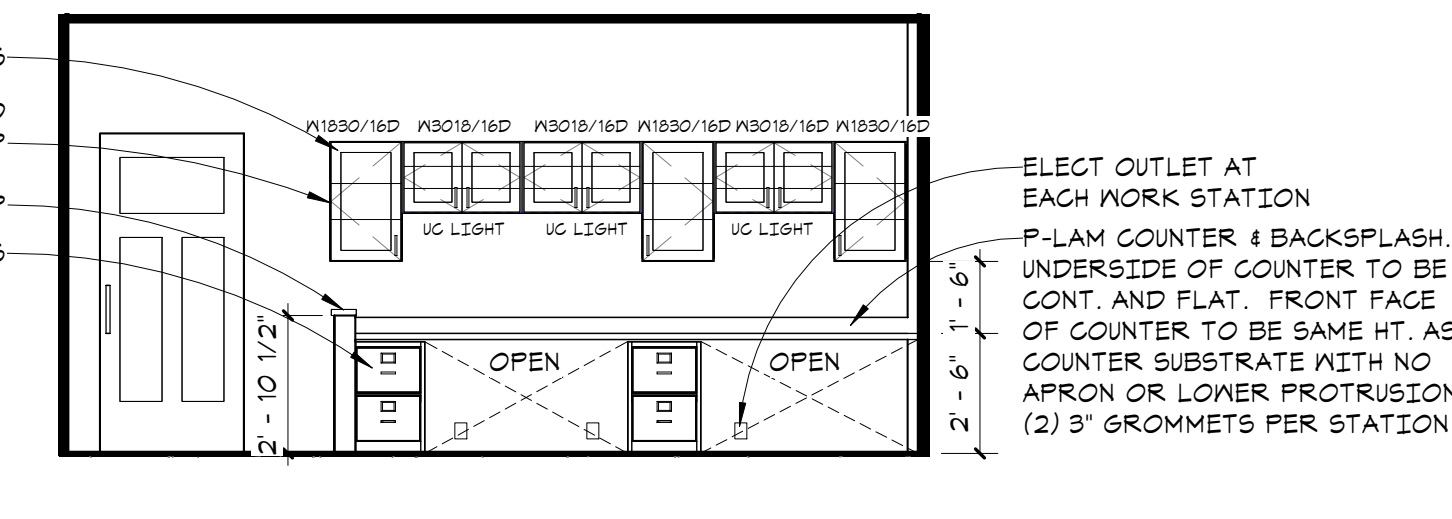 W1830/16D W3018/16D W3018/16D W1830/16D W3018/16D W1830/16D
UC LIGHT UC LIGHT UC LIGHT
OPEN OPEN
2' - 10 1/2"
1' - 6"
2' - 6"
ELECT OUTLET AT
EACH WORK STATION
P-LAM COUNTER & BACKSPLASH.
UNDERSIDE OF COUNTER TO BE
CONT. AND FLAT. FRONT FACE
OF COUNTER TO BE SAME HT. AS
COUNTER SUBSTRATE WITH NO
APRON OR LOWER PROTRUSION
(2) 3" GROMMETS PER STATION